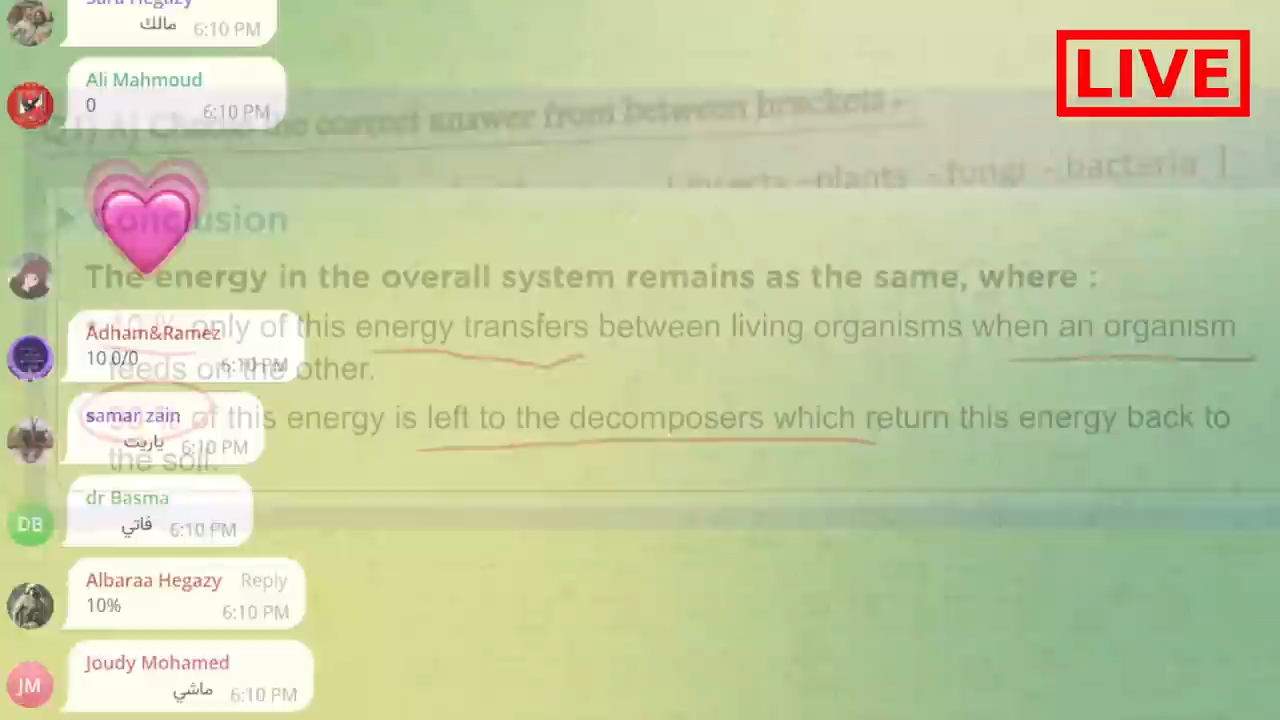 Sara Hegazy
مالك 6:10 PM
LIVE
Ali Mahmoud
0 6:10 PM
the correct answer from between brackets
plants - fungi - bacteria ]
Conclusion
The energy in the overall system remains as the same, where :
only of this energy transfers between living organisms when an organism
Adham&Ramez
10 0/0 6:10 PM
feeds on the other.
of this energy is left to the decomposers which return this energy back to
samar zain
ياريت 6:10 PM
the soil.
dr Basma
DB
فاتي 6:10 PM
Albaraa Hegazy Reply
10% 6:10 PM
Joudy Mohamed
JM
ماشي 6:10 PM